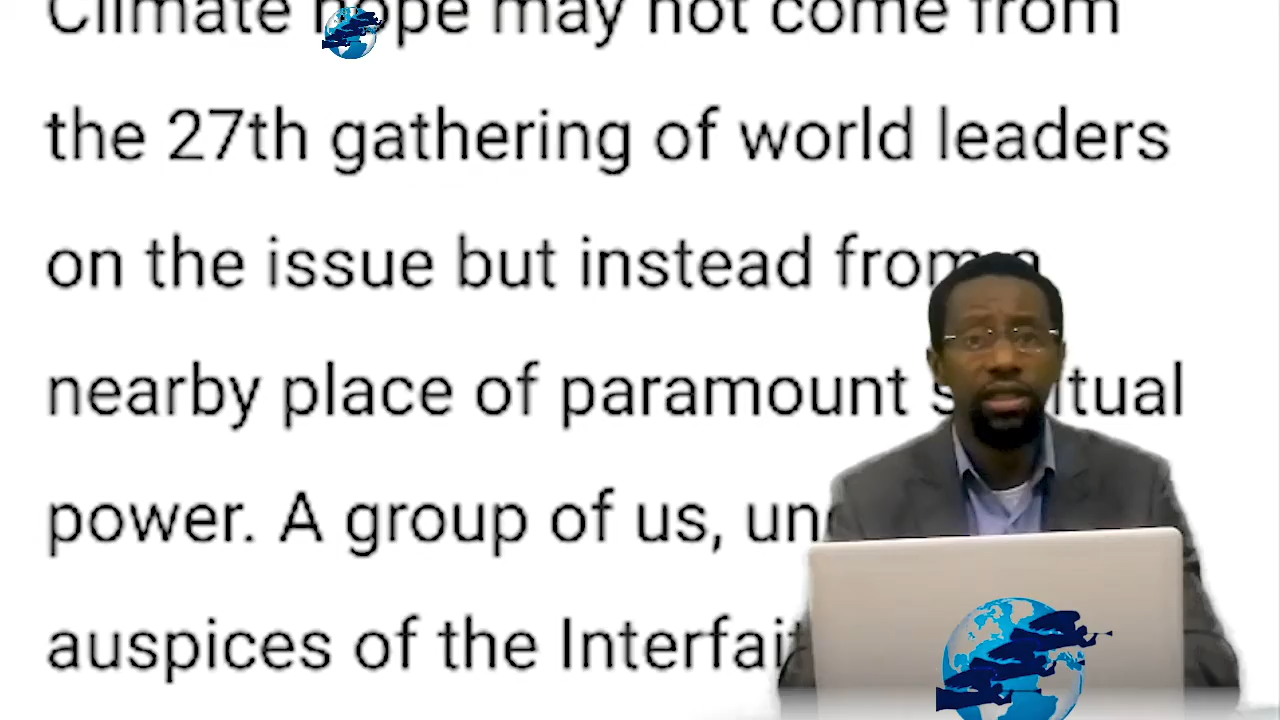 Climate hope may not come from
the 27th gathering of world leaders
on the issue but instead from a
nearby place of paramount spiritual
power. A group of us,
auspices of the